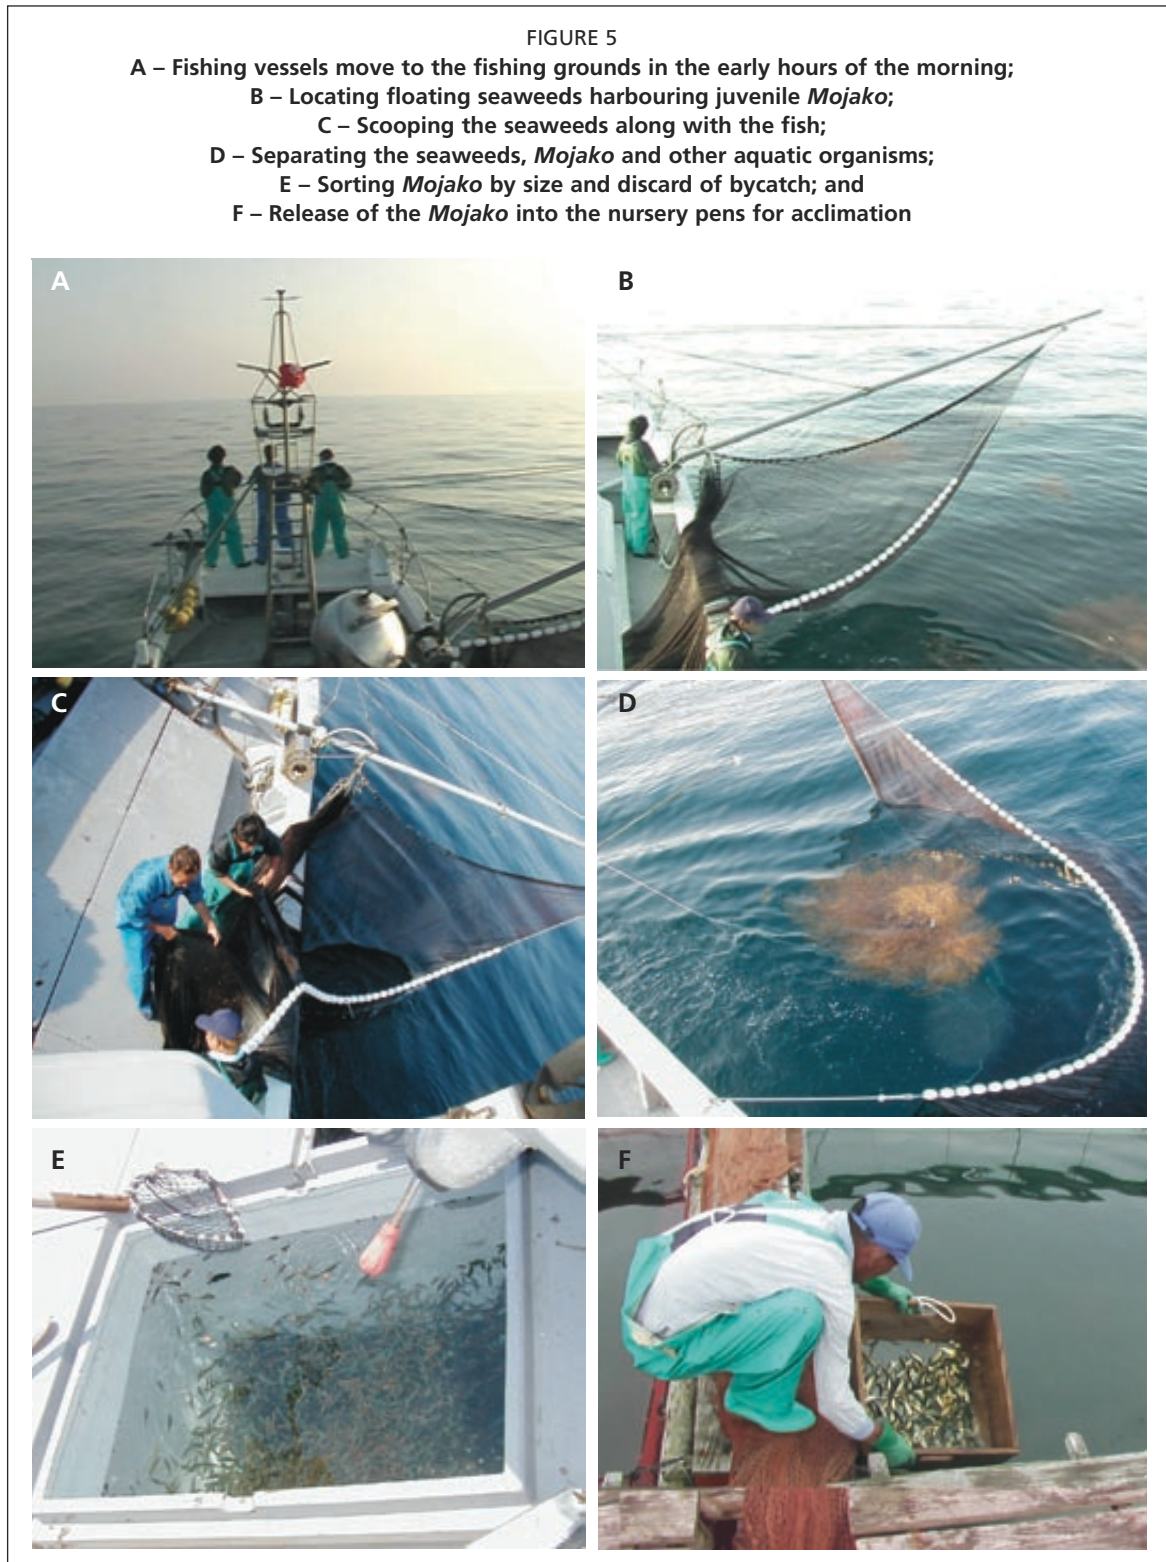 FIGURE 5
A – Fishing vessels move to the fishing grounds in the early hours of the morning;
B – Locating floating seaweeds harbouring juvenile Mojako;
C – Scooping the seaweeds along with the fish;
D – Separating the seaweeds, Mojako and other aquatic organisms;
E – Sorting Mojako by size and discard of bycatch; and
F – Release of the Mojako into the nursery pens for acclimation
A
B
C
D
E
F